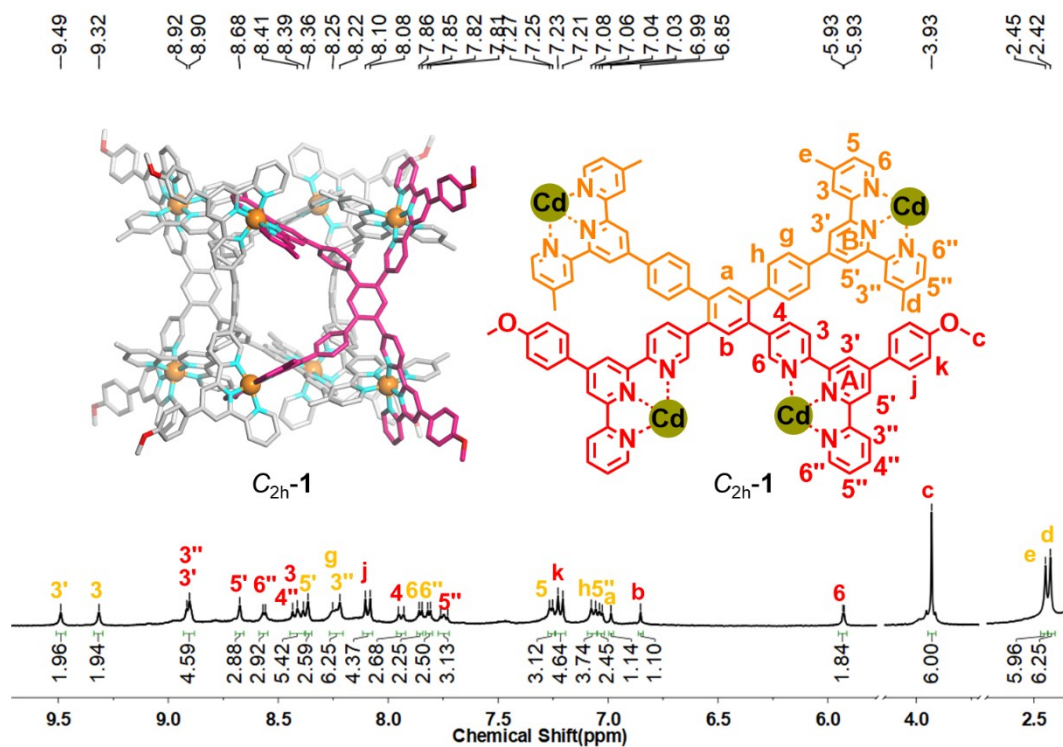 9.49 9.32 8.92 8.90 8.68 8.41 8.39 8.36 8.25 8.22 8.10 8.08 7.86 7.85 7.82 7.81 7.27 7.25 7.23 7.21 7.08 7.06 7.04 7.03 6.99 6.85 5.93 5.93 3.93 2.45 2.42
e 5 6
3 N
Cd N Cd
N 3' N B
N N 6''
g 5' 3'' 5''
h d
a
4 3 3' O c
O b 6 N A k
N N j
N Cd N 5'
Cd N 3''
N 6'' 4''
5''
C2h-1 C2h-1
3' 3 3'' 3' 5' 6'' 3 4'' 5' g 3'' j 4 6 6'' 5'' 5 k h 5'' a b 6 c e d
1.96 1.94 4.59 2.88 2.92 5.42 2.59 6.25 4.37 2.68 2.25 2.50 3.13 3.12 4.64 3.74 2.45 1.14 1.10 1.84 6.00 5.96 6.25
9.5 9.0 8.5 8.0 7.5 7.0 6.5 6.0 4.0 2.5
Chemical Shift(ppm)